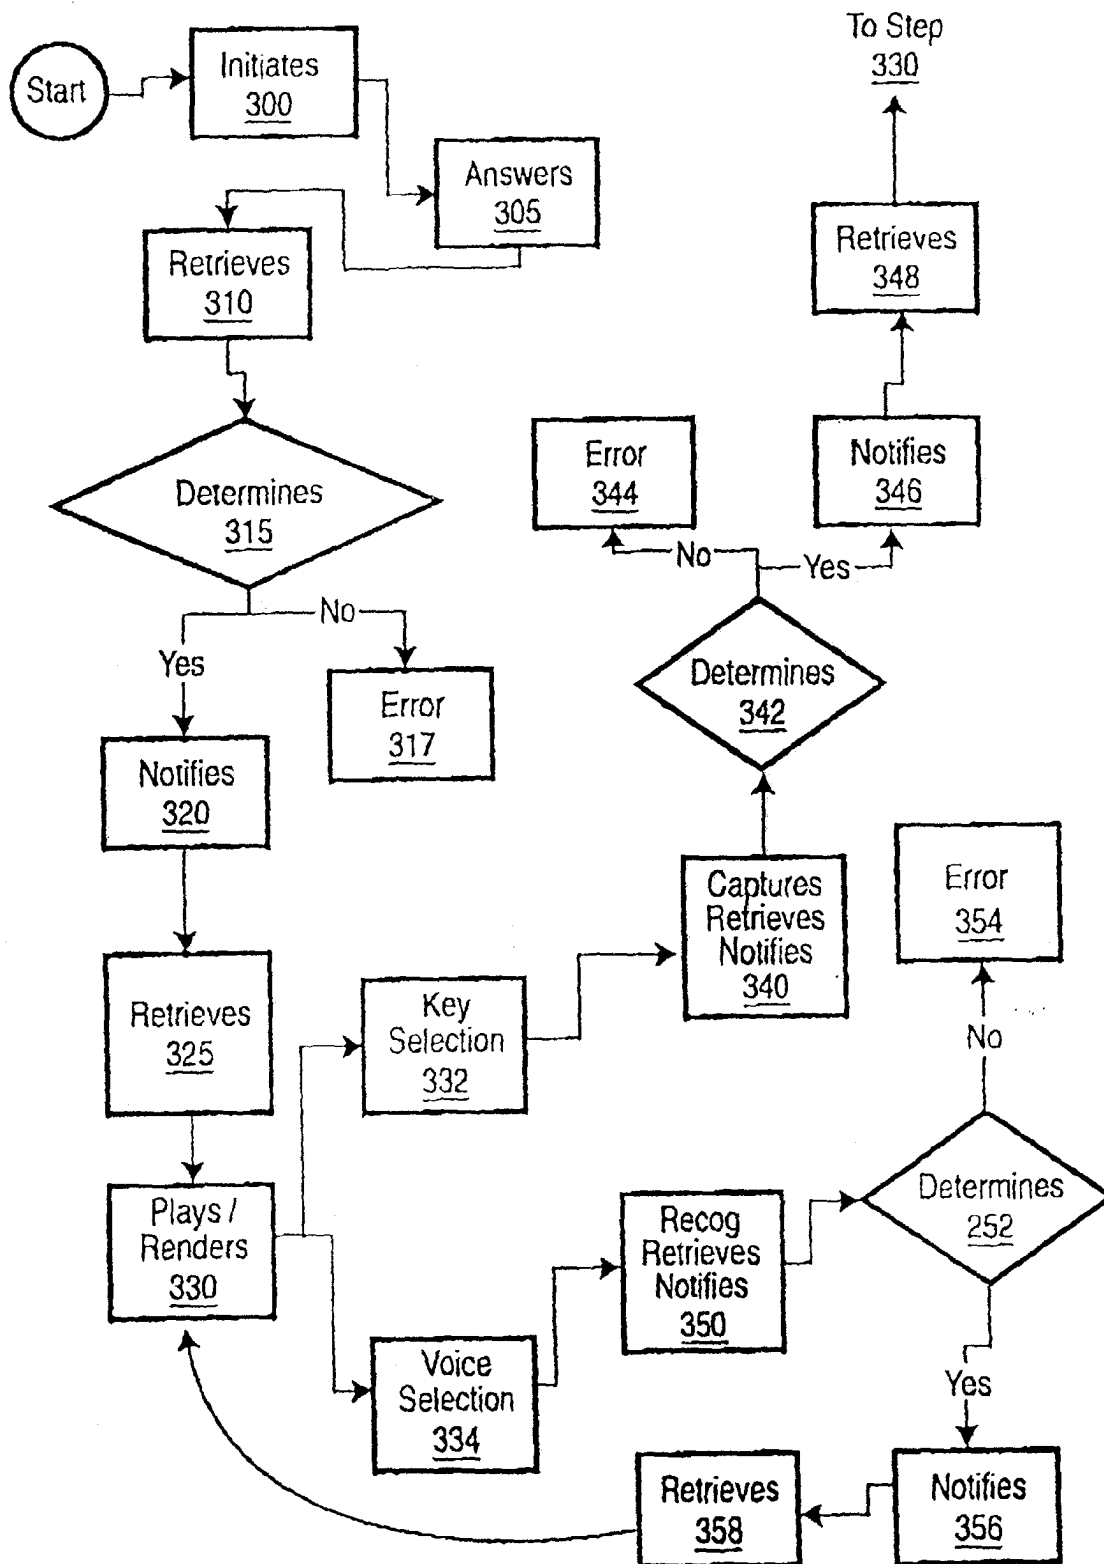 Start
Initiates
300
Answers
305
Retrieves
310
Determines
315
No
Yes
Error
317
Notifies
320
Retrieves
325
Plays /
Renders
330
Key
Selection
332
Voice
Selection
334
Captures
Retrieves
Notifies
340
Determines
342
No
Yes
Error
344
Notifies
346
Retrieves
348
To Step
330
Recog
Retrieves
Notifies
350
Determines
252
No
Error
354
Yes
Notifies
356
Retrieves
358